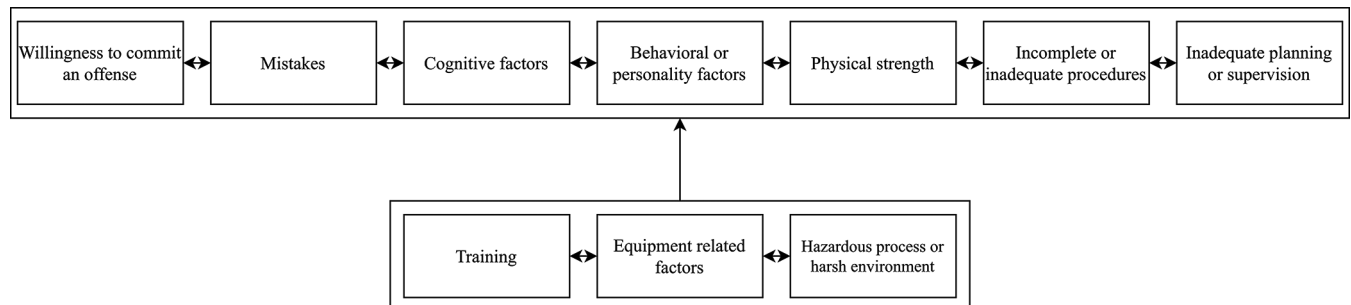 Willingness to commit
an offense
Mistakes
Cognitive factors
Behavioral or
personality factors
Physical strength
Incomplete or
inadequate procedures
Inadequate planning
or supervision
Training
Equipment related
factors
Hazardous process or
harsh environment